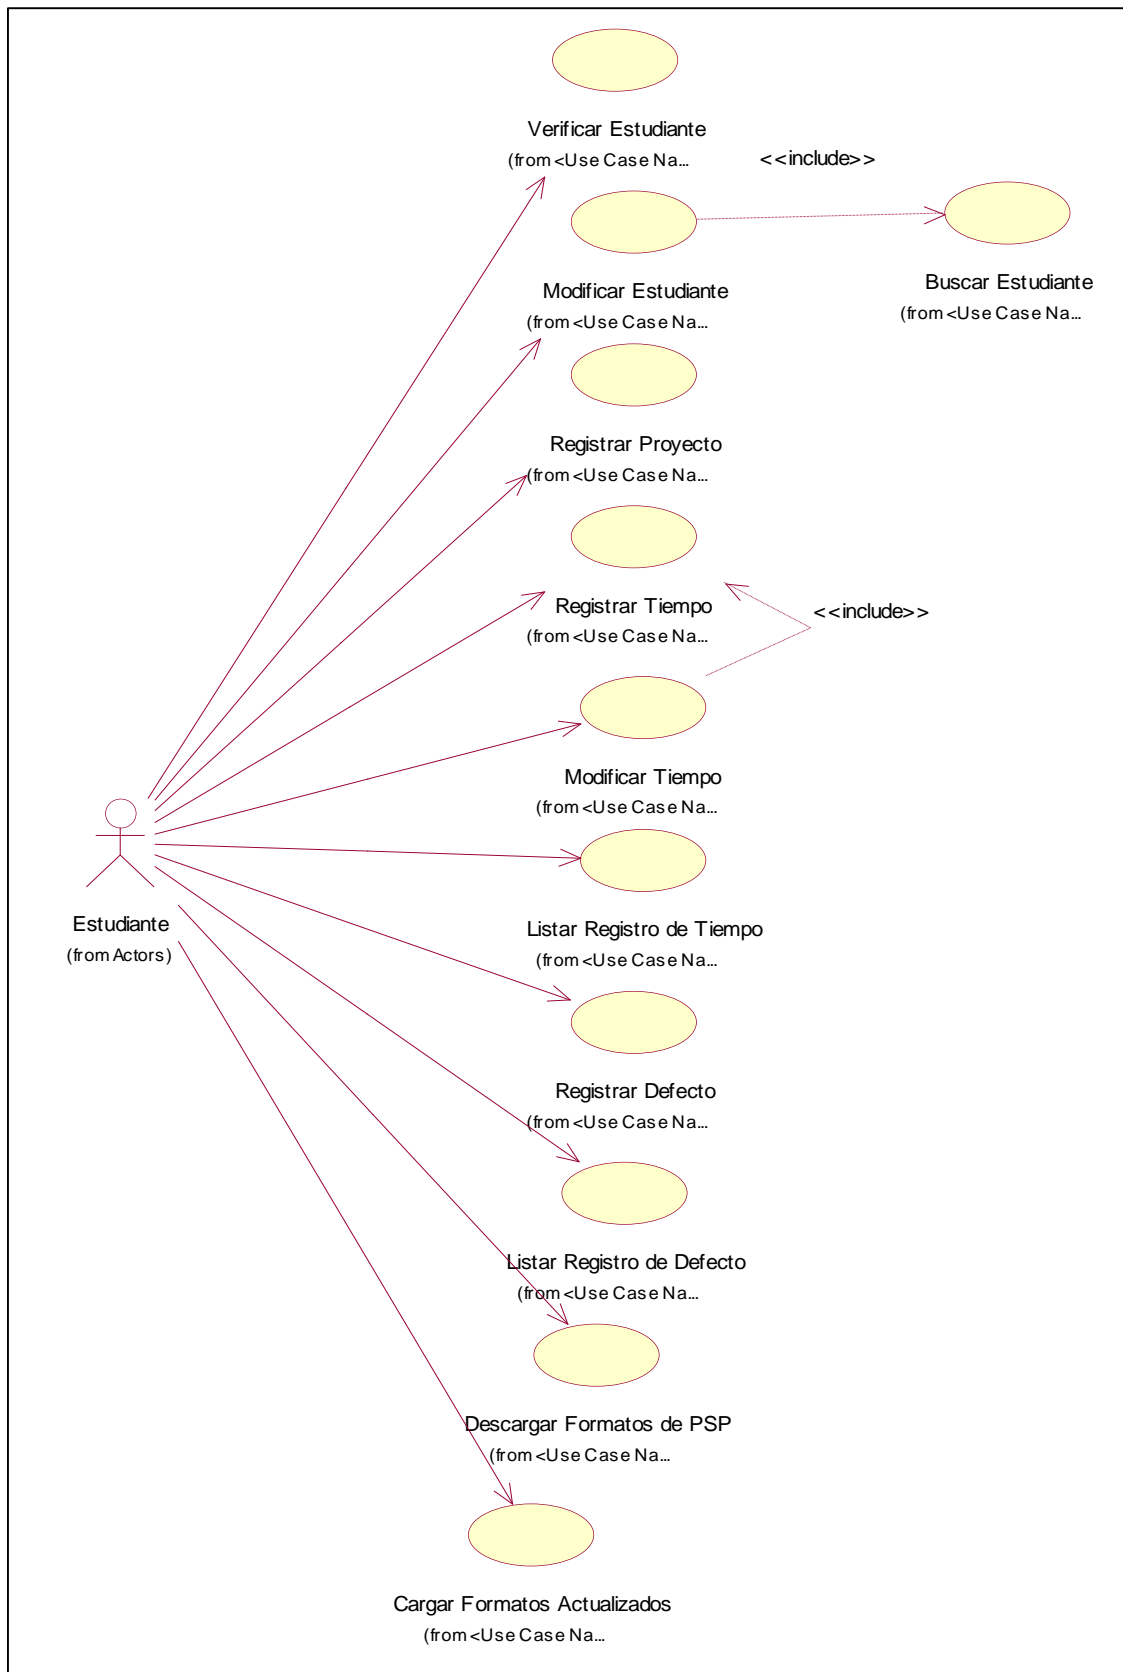 Verificar Estudiante
(from <Use Case Na...
<<include>>
Modificar Estudiante
(from <Use Case Na...
Buscar Estudiante
(from <Use Case Na...
Registrar Proyecto
(from <Use Case Na...
Registrar Tiempo
(from <Use Case Na...
<<include>>
Modificar Tiempo
(from <Use Case Na...
Estudiante
(from Actors)
Listar Registro de Tiempo
(from <Use Case Na...
Registrar Defecto
(from <Use Case Na...
Listar Registro de Defecto
(from <Use Case Na...
Descargar Formatos de PSP
(from <Use Case Na...
Cargar Formatos Actualizados
(from <Use Case Na...